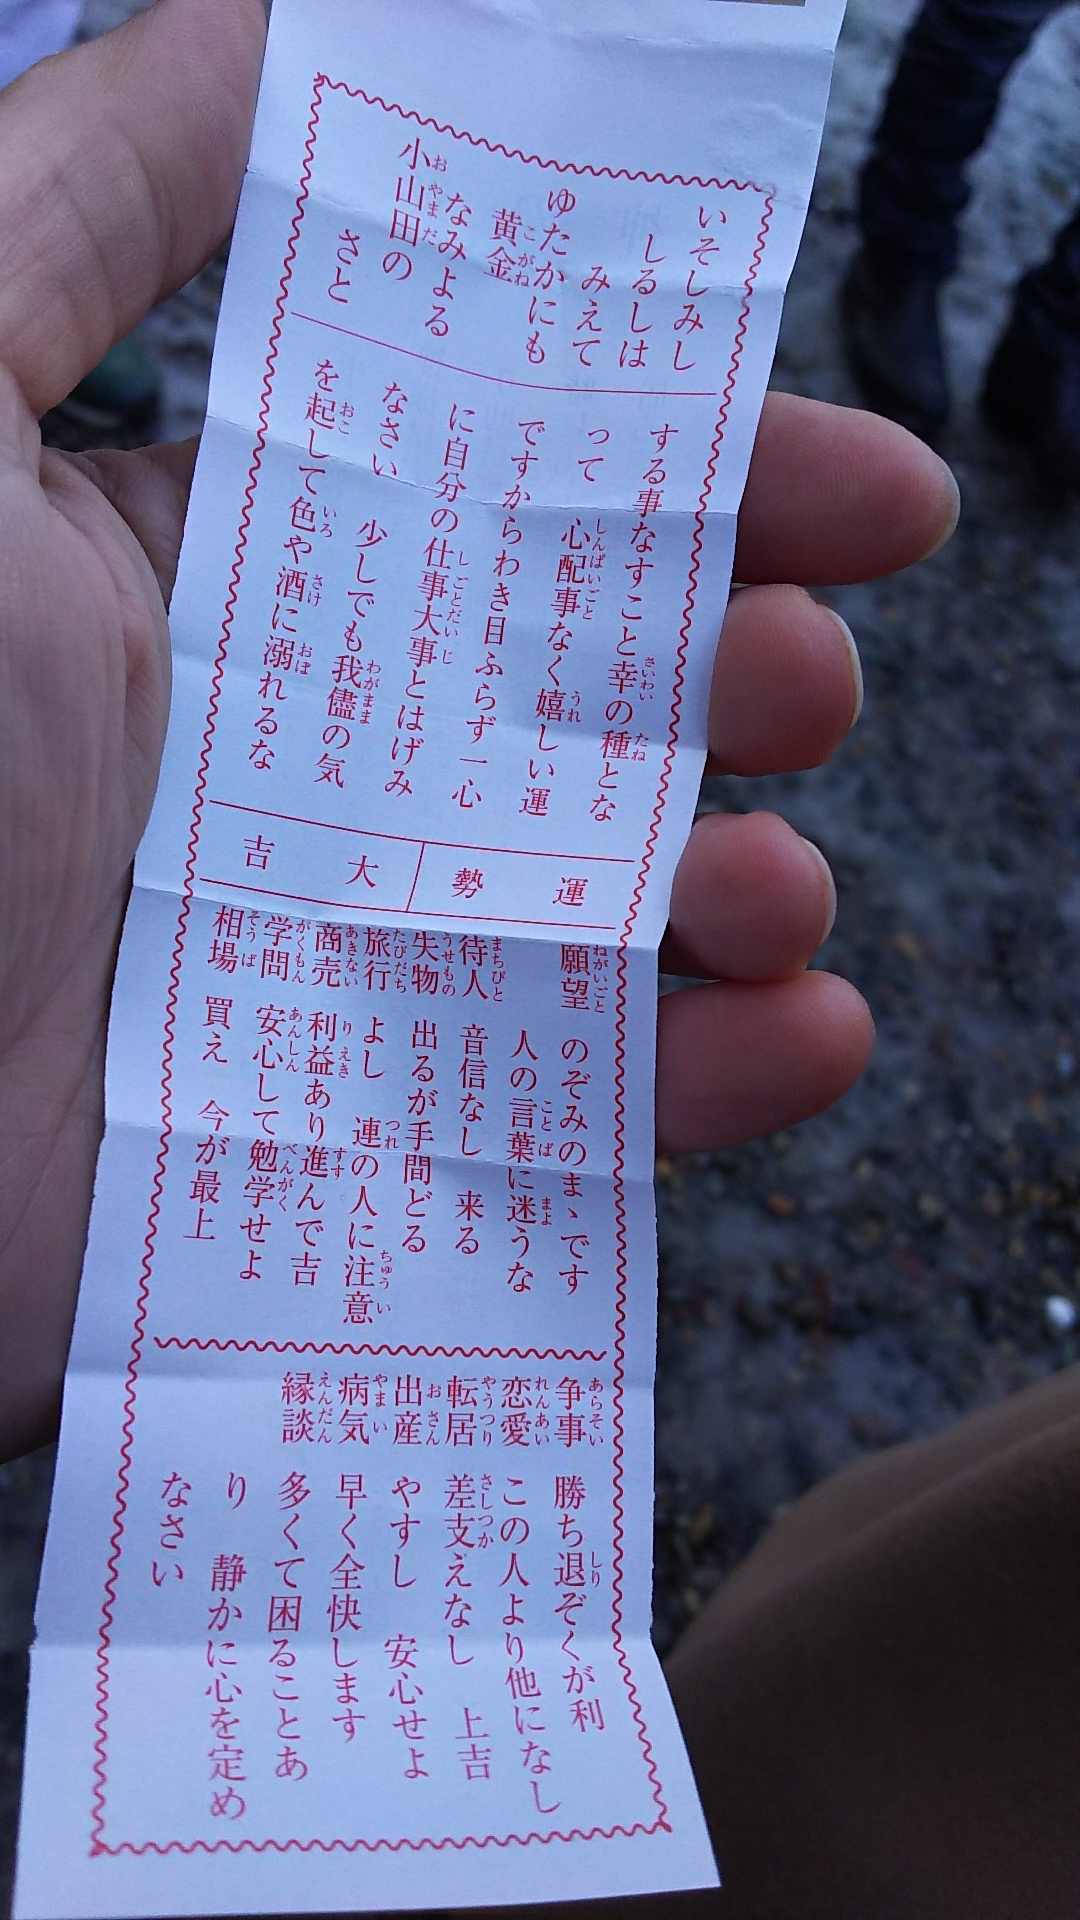 いそしみし
しるしは
みえて
ゆたかにも
黄金
なみよる
小山田の
さと
する事なすこと幸の種とな
って 心配事なく嬉しい運
ですからわき目ふらず一心
に自分の仕事大事とはげみ
なさい 少しでも我儘の気
を起して色や酒に溺れるな
運勢 大吉
願望 のぞみのまゝです
人の言葉に迷うな
待人 音信なし 来る
失物 出るが手間どる
旅行 よし 連の人に注意
商売 利益あり進んで吉
学問 安心して勉学せよ
相場 買え 今が最上
争事 勝ち退ぞくが利
恋愛 この人より他になし
転居 差支えなし 上吉
出産 やすし 安心せよ
病気 早く全快します
縁談 多くて困ることあ
り 静かに心を定め
なさい